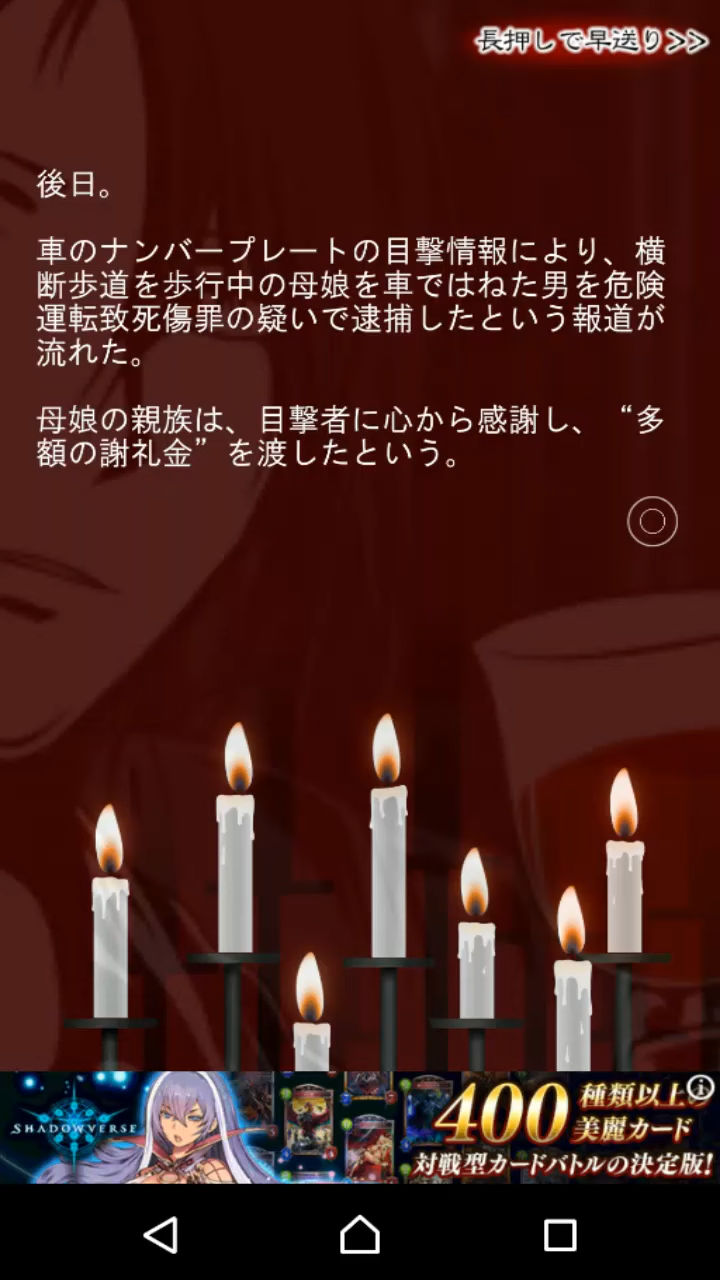 長押しで早送り>>
後日。
車のナンバープレートの目撃情報により、横
断歩道を歩行中の母娘を車ではねた男を危険
運転致死傷罪の疑いで逮捕したという報道が
流れた。
母娘の親族は、目撃者に心から感謝し、“多
額の謝礼金”を渡したという。
SHADOWVERSE
400種類以上の
美麗カード
対戦型カードバトルの決定版!